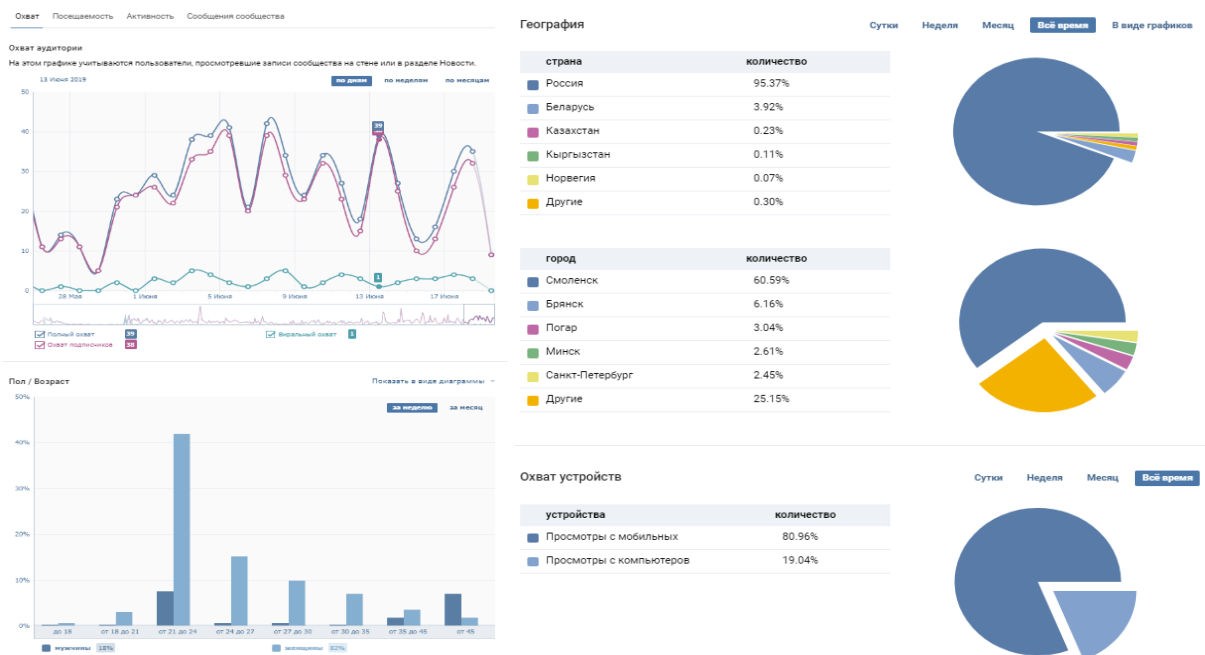 Охват Посещаемость Активность Сообщения сообщества
Охват аудитории
На этом графике учитываются пользователи, просмотревшие записи сообщества на стене или в разделе Новости.
13 Июня 2019 по дням по неделям по месяцам
50
40
30
20
10
0
39
1
28 Мая 1 Июня 5 Июня 9 Июня 13 Июня 17 Июня
Полный охват 39 Виральный охват 1
Охват подписчиков 38
Пол / Возраст Показать в виде диаграммы
за неделю за месяц
50%
40%
30%
20%
10%
0%
до 18 от 18 до 21 от 21 до 24 от 24 до 27 от 27 до 30 от 30 до 35 от 35 до 45 от 45
мужчины 18% женщины 82%
География Сутки Неделя Месяц Всё время В виде графиков
страна количество
Россия 95.37%
Беларусь 3.92%
Казахстан 0.23%
Кыргызстан 0.11%
Норвегия 0.07%
Другие 0.30%
город количество
Смоленск 60.59%
Брянск 6.16%
Погар 3.04%
Минск 2.61%
Санкт-Петербург 2.45%
Другие 25.15%
Охват устройств Сутки Неделя Месяц Всё время
устройства количество
Просмотры с мобильных 80.96%
Просмотры с компьютеров 19.04%